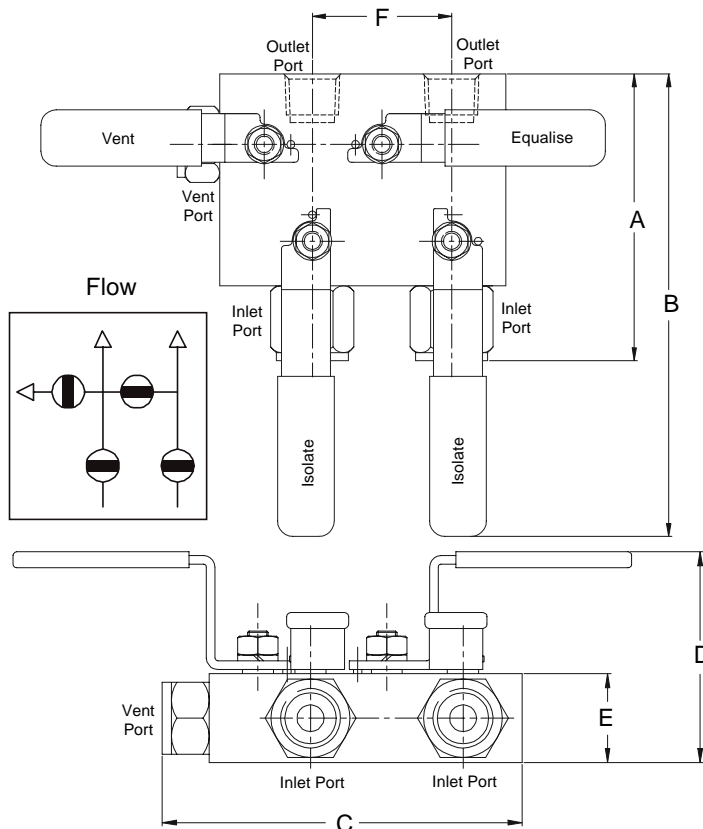 F
Outlet
Port
Outlet
Port
Vent
Equalise
Vent
Port
A
B
Flow
Inlet
Port
Inlet
Port
Isolate
Isolate
D
E
Vent
Port
Inlet Port
Inlet Port
C